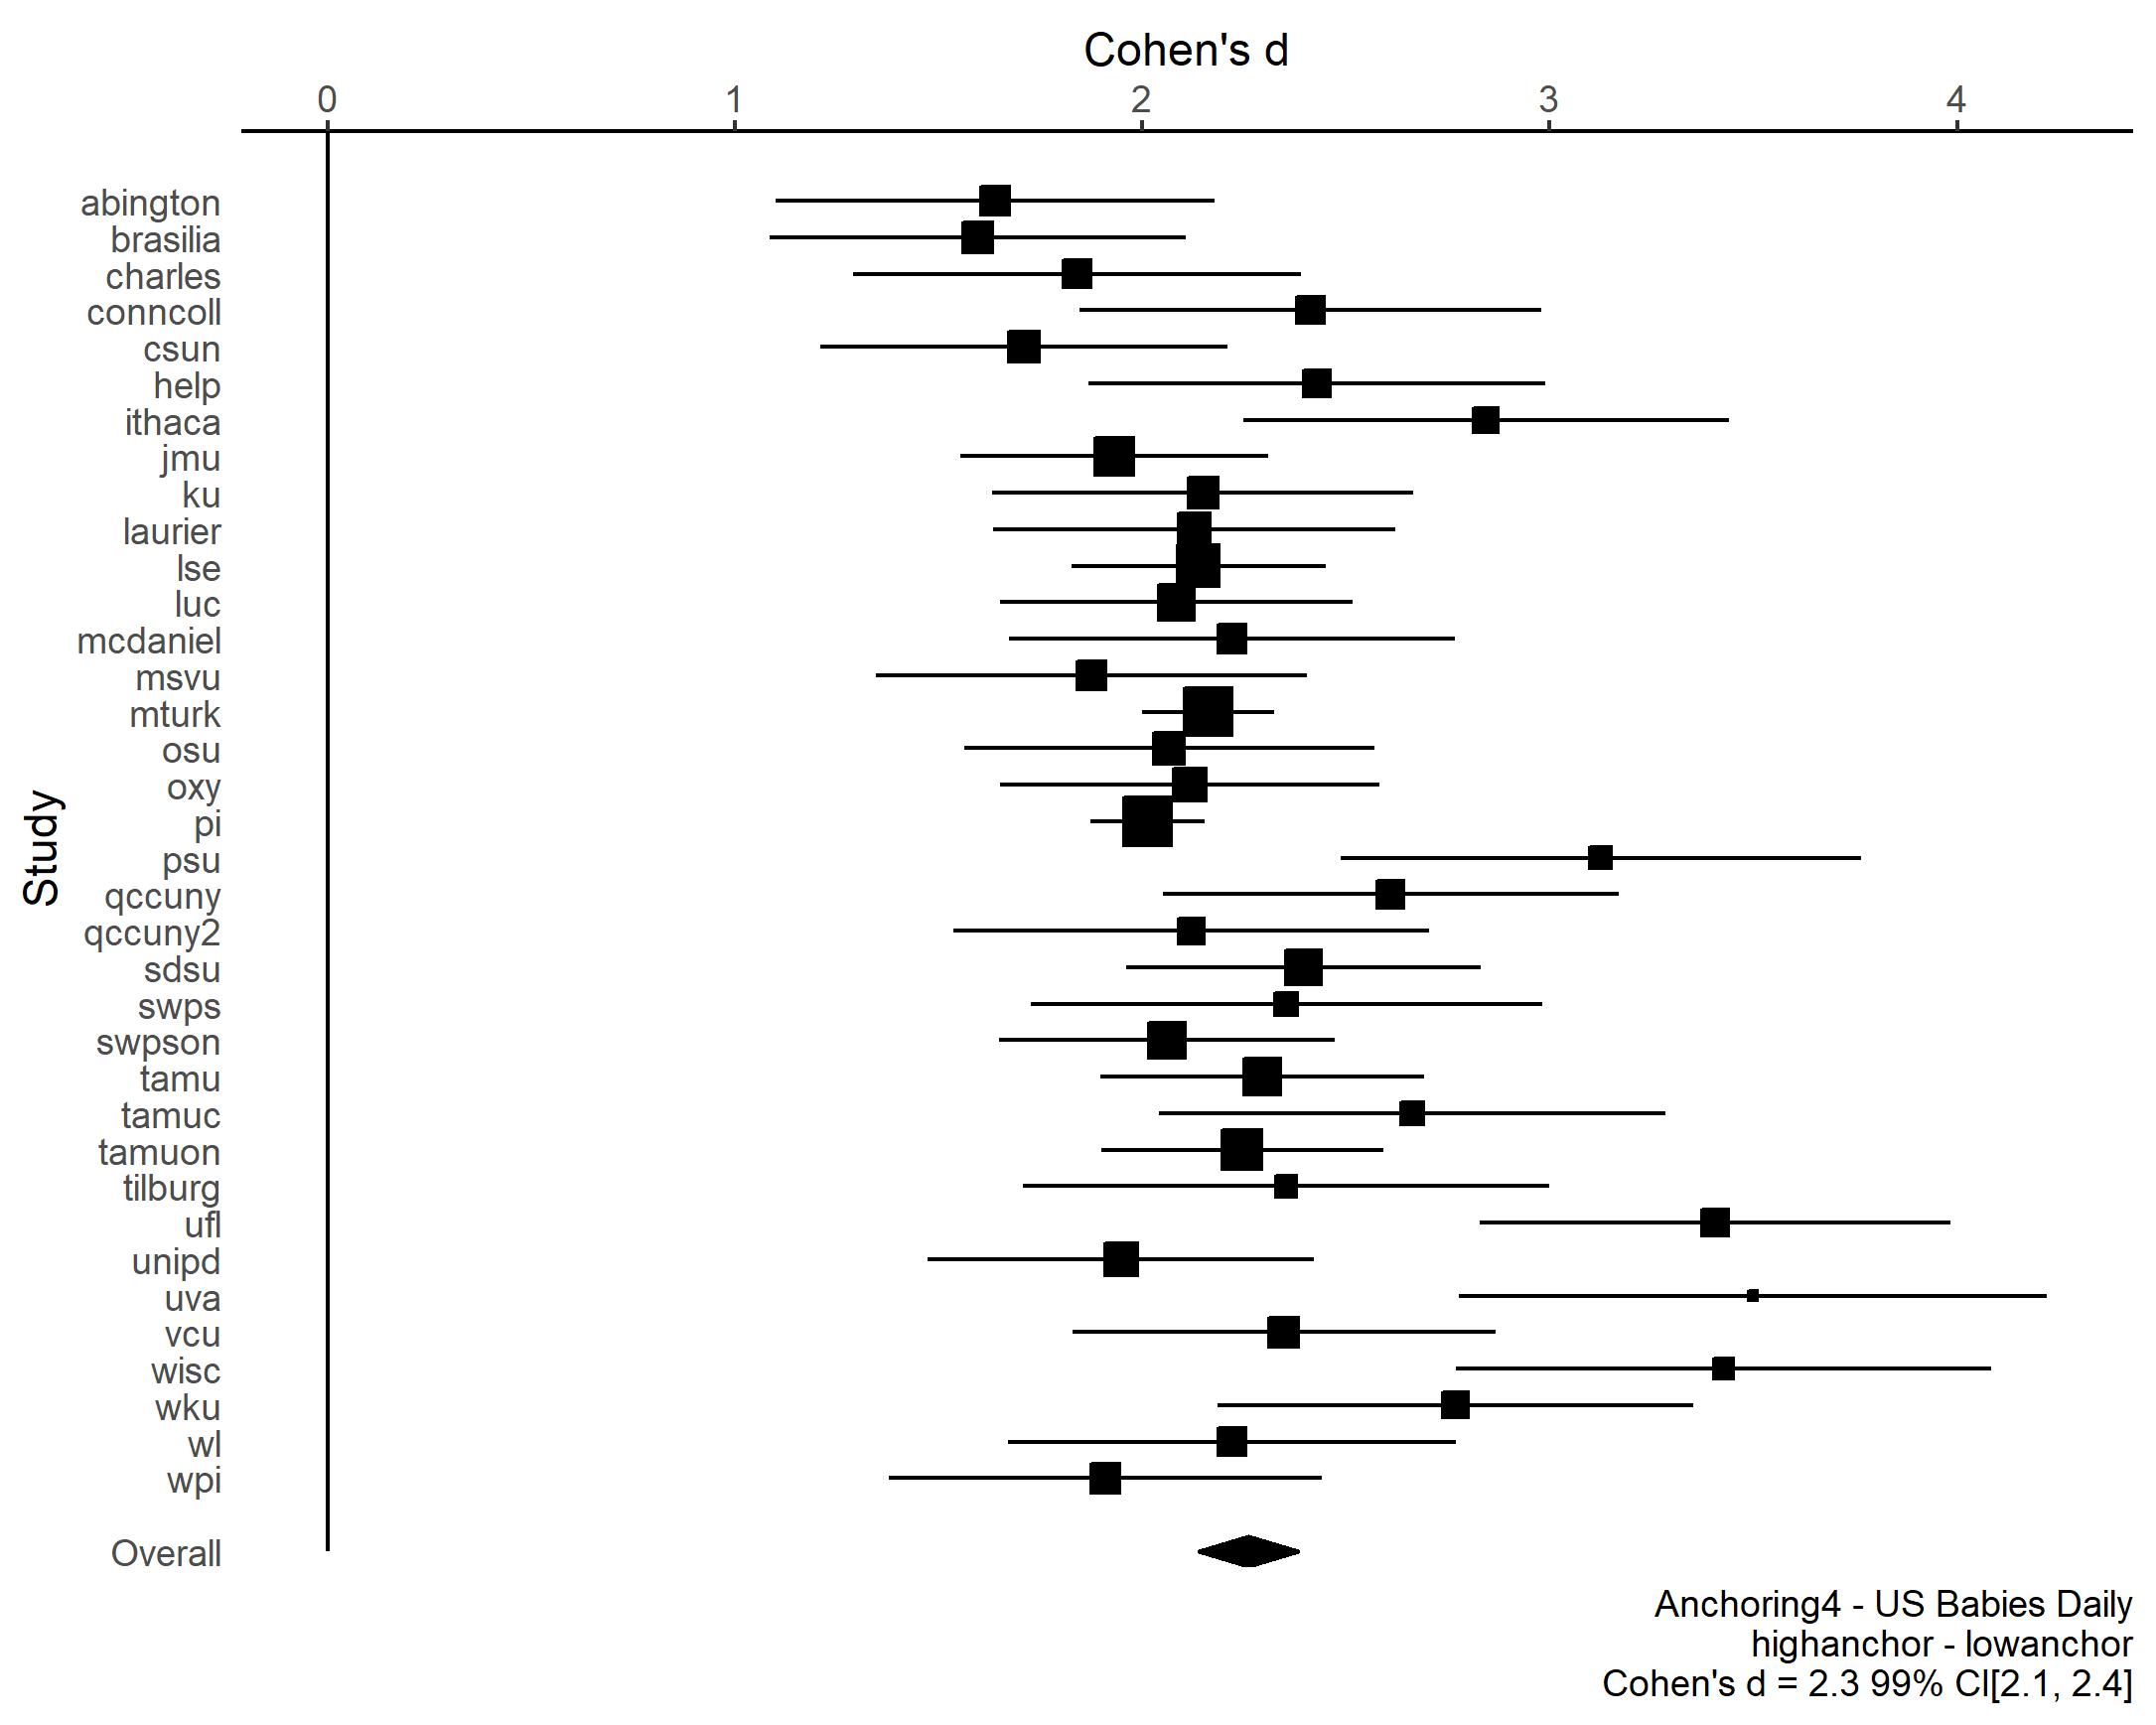 Cohen's d
0 1 2 3 4
abington
brasilia
charles
conncoll
csun
help
ithaca
jmu
ku
laurier
lse
luc
mcdaniel
msvu
mturk
osu
oxy
pi
psu
qccuny
qccuny2
sdsu
swps
swpson
tamu
tamuc
tamuon
tilburg
ufl
unipd
uva
vcu
wisc
wku
wl
wpi
Overall
Study
Anchoring4 - US Babies Daily
highanchor - lowanchor
Cohen's d = 2.3 99% CI[2.1, 2.4]